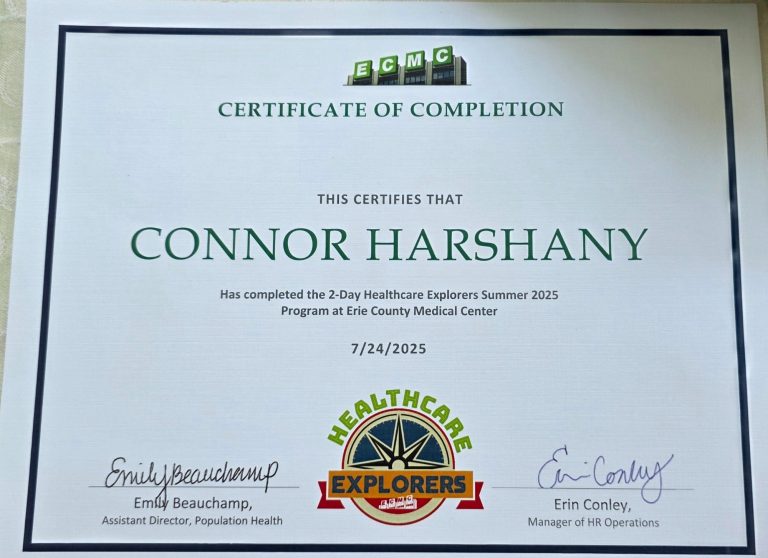 ECMC
CERTIFICATE OF COMPLETION
THIS CERTIFIES THAT
CONNOR HARSHANY
Has completed the 2-Day Healthcare Explorers Summer 2025
Program at Erie County Medical Center
7/24/2025
HEALTHCARE
EXPLORERS
ECMC
Emily Beauchamp
Emily Beauchamp,
Assistant Director, Population Health
Erin Conley
Erin Conley,
Manager of HR Operations